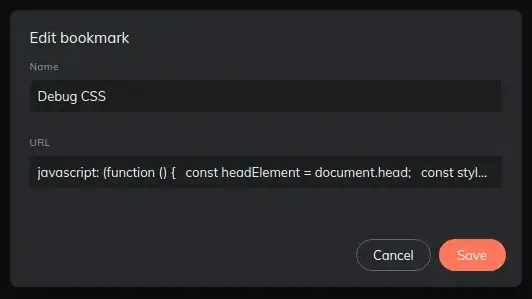 Edit bookmark
Name
Debug CSS
URL
javascript: (function () {   const headElement = document.head;   const styl...
Cancel Save